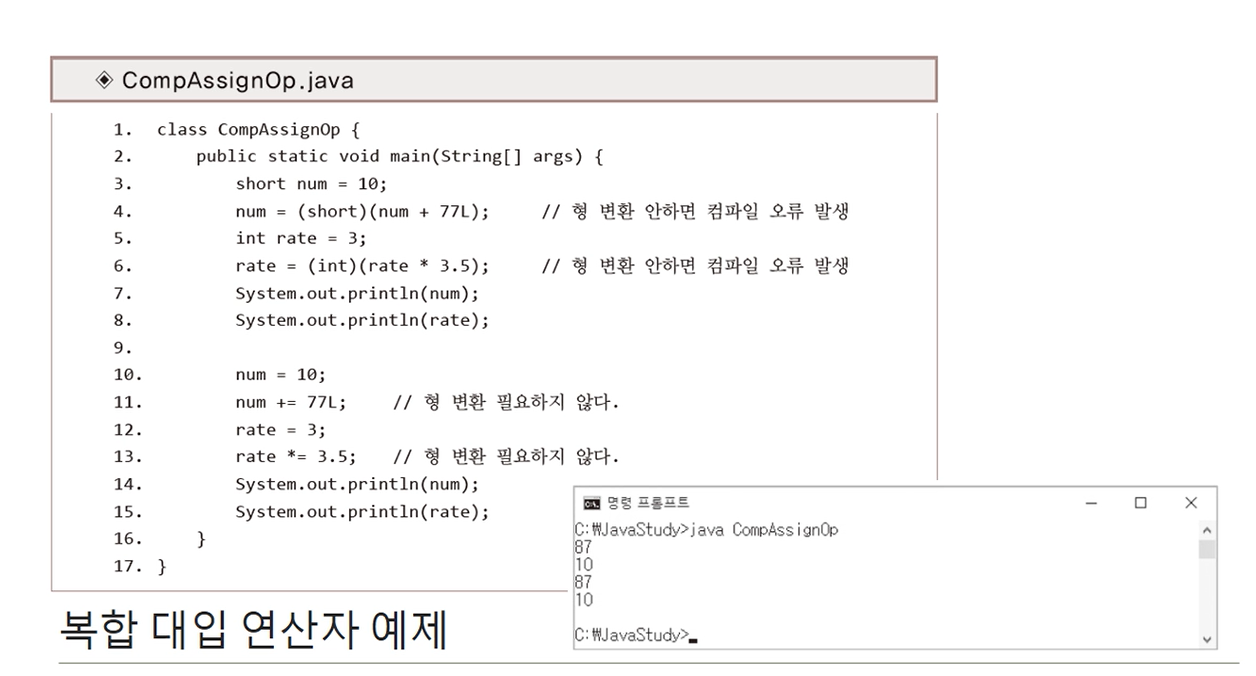 ◈ CompAssignOp.java
1. class CompAssignOp {
2. public static void main(String[] args) {
3. short num = 10;
4. num = (short)(num + 77L); // 형 변환 안하면 컴파일 오류 발생
5. int rate = 3;
6. rate = (int)(rate * 3.5); // 형 변환 안하면 컴파일 오류 발생
7. System.out.println(num);
8. System.out.println(rate);
9.
10. num = 10;
11. num += 77L; // 형 변환 필요하지 않다.
12. rate = 3;
13. rate *= 3.5; // 형 변환 필요하지 않다.
14. System.out.println(num);
15. System.out.println(rate);
16. }
17. }
명령 프롬프트
C:₩JavaStudy>java CompAssignOp
87
10
87
10
C:₩JavaStudy>
복합 대입 연산자 예제